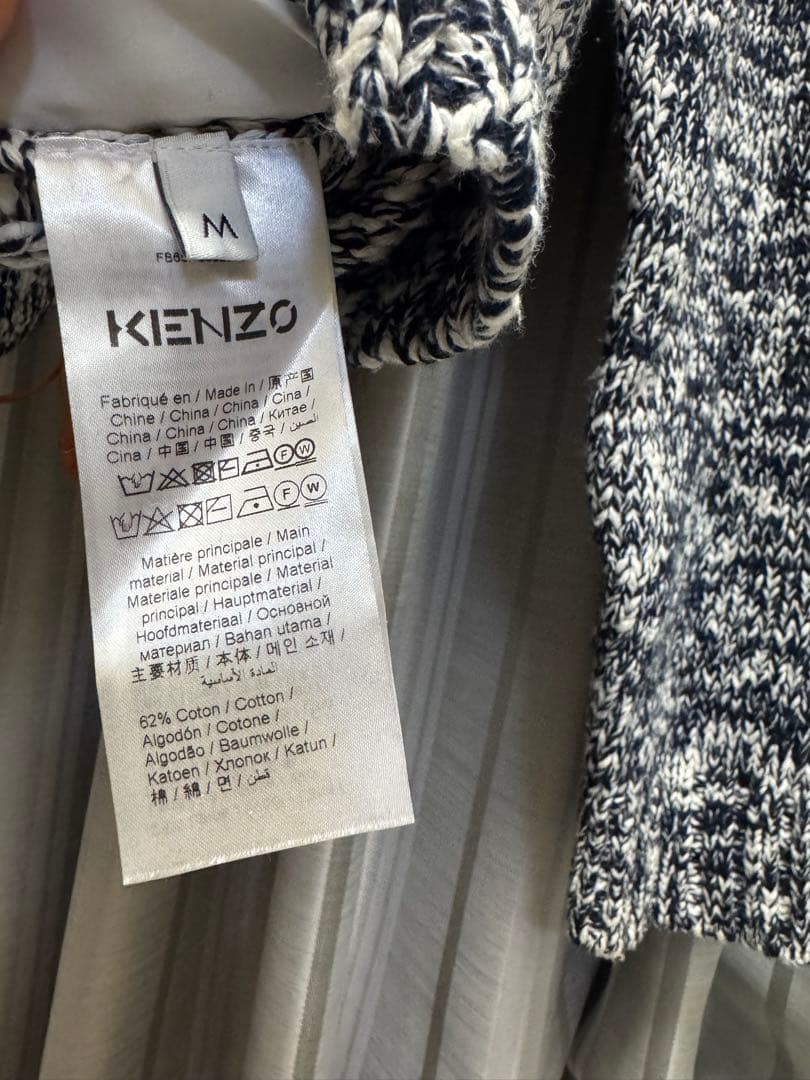 M
KIENZO
Fabriqué en / Made in / 原产国
Chine / China / China / Cina /
China / China / China / Китае /
Cina / 中国 / 中国 / 중국 / الصين
F W
F W
Matière principale / Main
material / Material principal /
Materiale principale / Material
principal / Hauptmaterial /
Hoofdmateriaal / Основной
материал / Bahan utama /
主要材质 / 本体 / 메인 소재 /
المادة الأساسية
62% Coton / Cotton /
Algodón / Cotone /
Algodão / Baumwolle /
Katoen / Хлопок / Katun /
棉 / 綿 / 면 / قطن